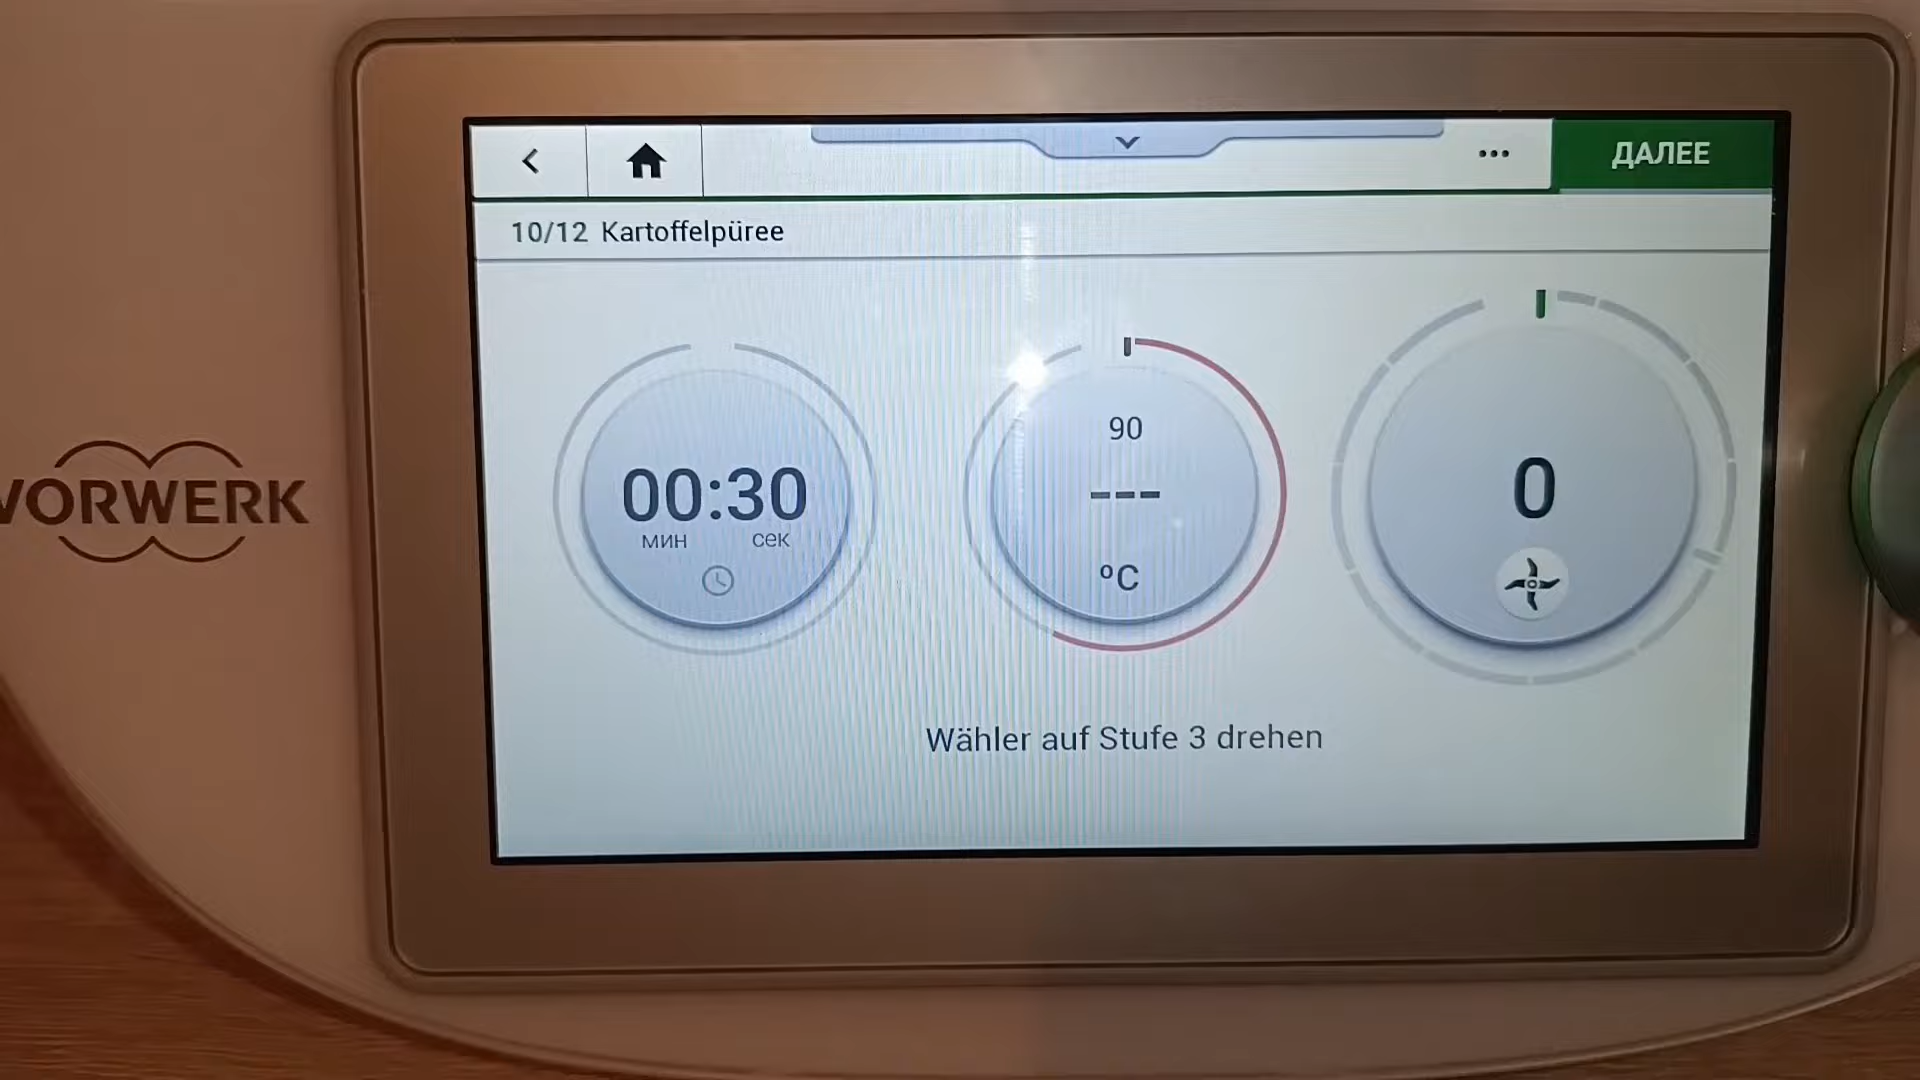 ДАЛЕЕ
10/12 Kartoffelpüree
00:30
мин сек
90
---
°C
0
VORWERK
Wähler auf Stufe 3 drehen